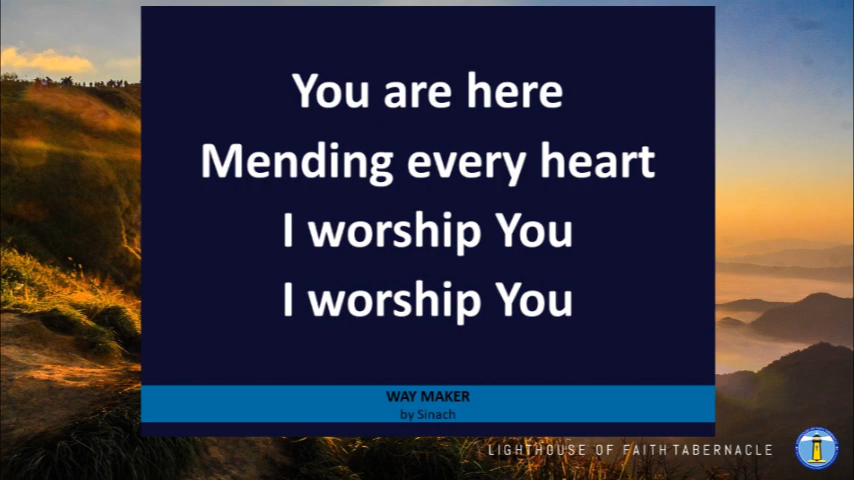 You are here
Mending every heart
I worship You
I worship You
WAY MAKER
by Sinach
LIGHTHOUSE OF FAITH TABERNACLE